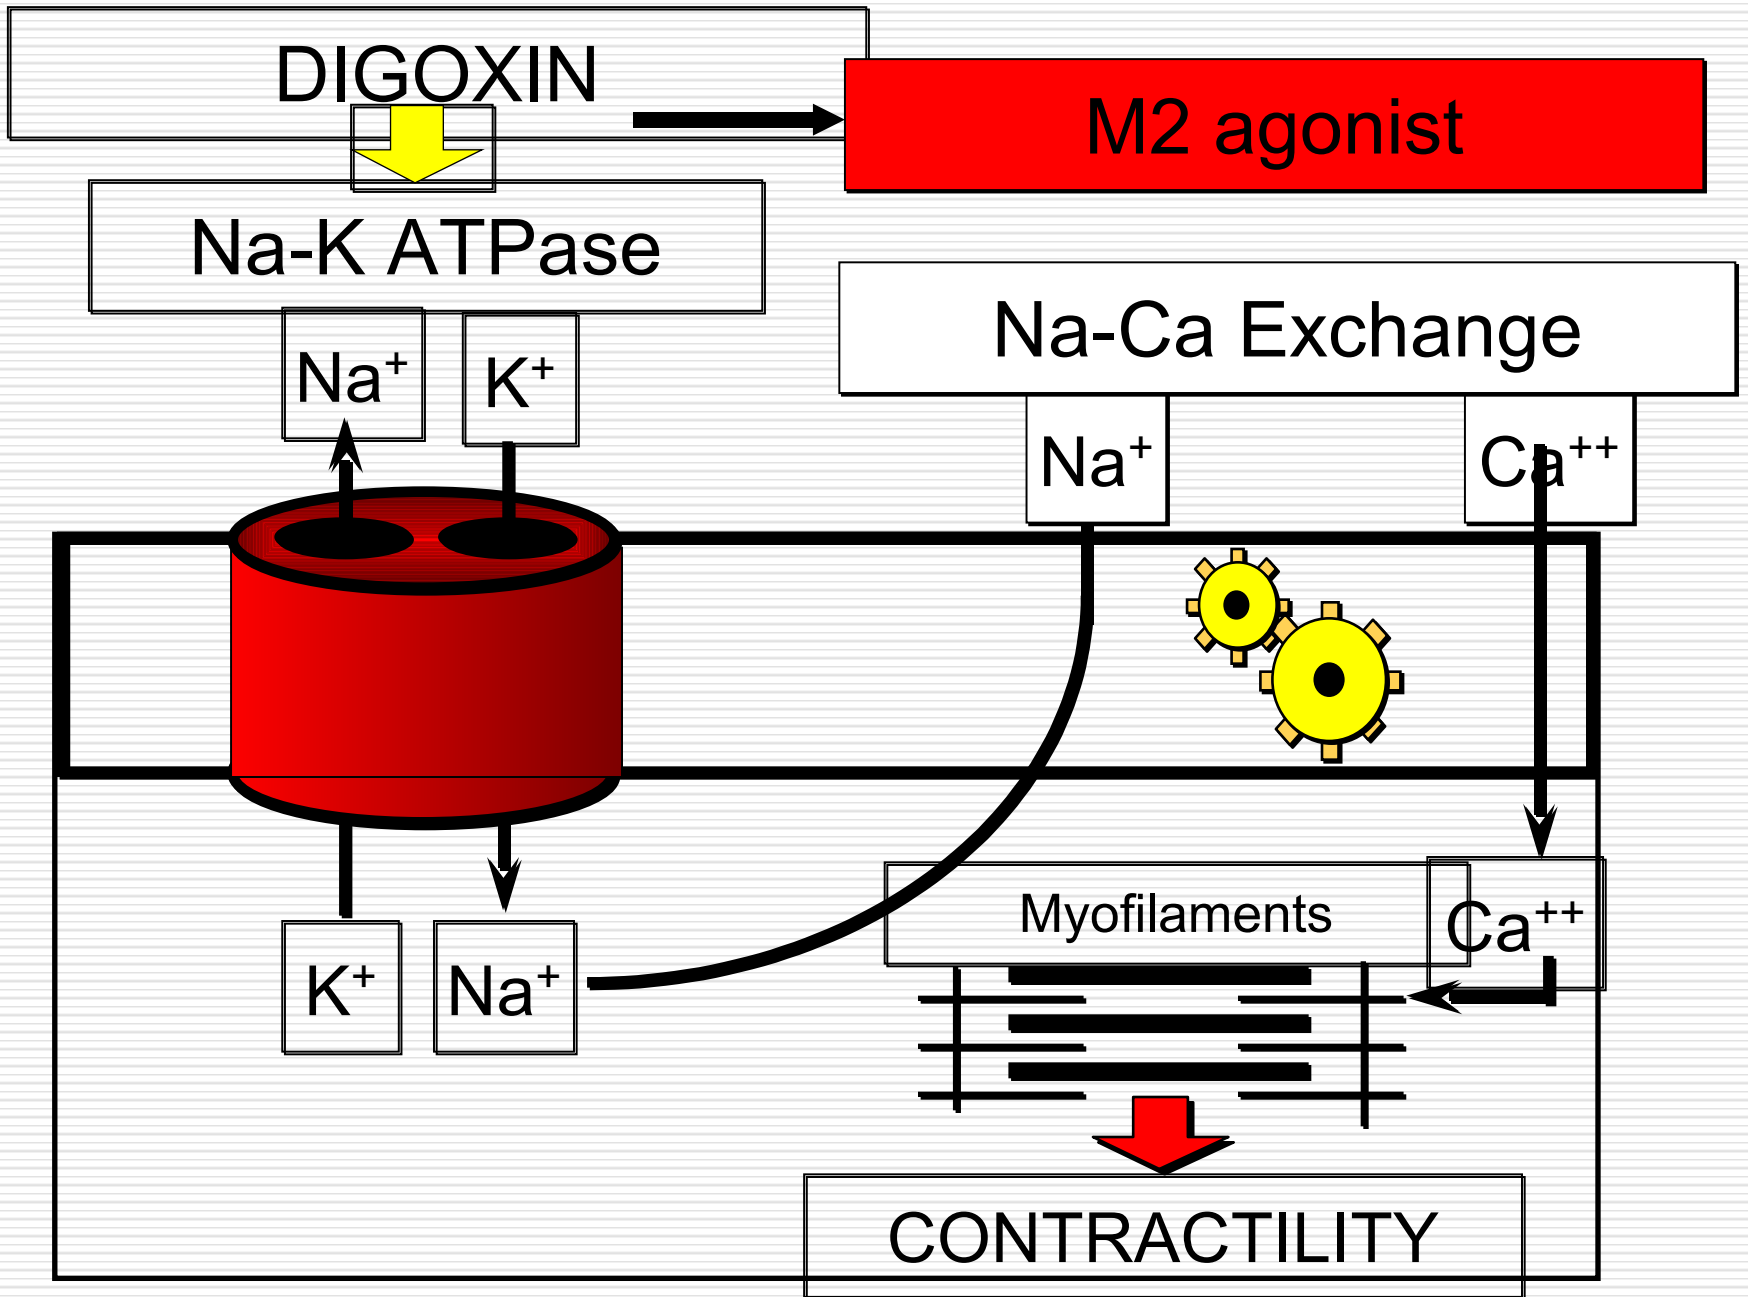 DIGOXIN
M2 agonist
Na-K ATPase
Na-Ca Exchange
Na⁺
K⁺
Na⁺
Ca⁺⁺
Myofilaments
Ca⁺⁺
K⁺
Na⁺
CONTRACTILITY